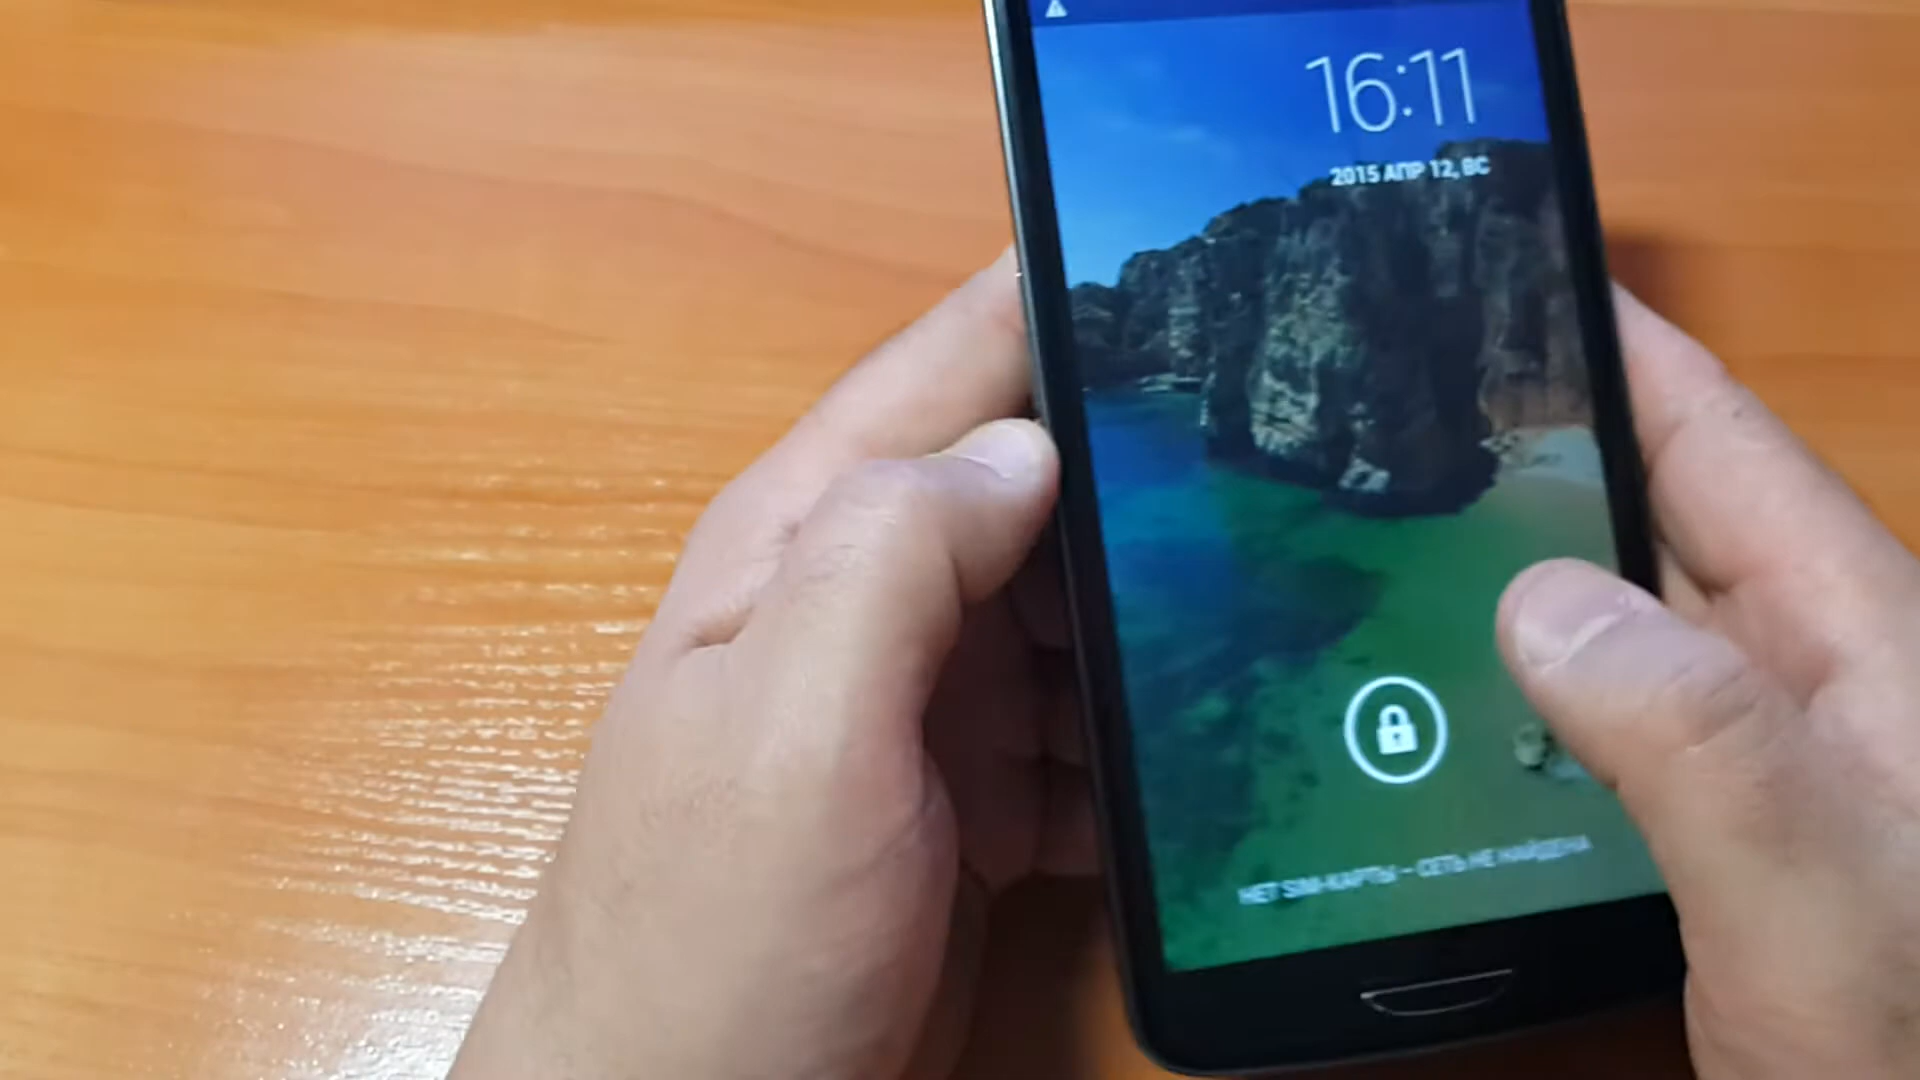 16:11
2015 АПР 12, ВС
НЕТ SIM-КАРТЫ – СЕТЬ НЕ НАЙДЕНА